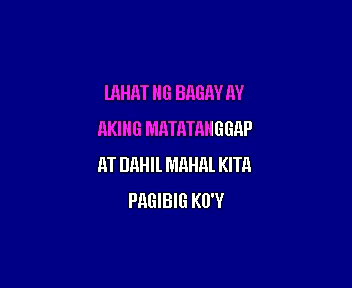 LAHAT NG BAGAY AY
AKING MATATANGGAP
AT DAHIL MAHAL KITA
PAGIBIG KO'Y